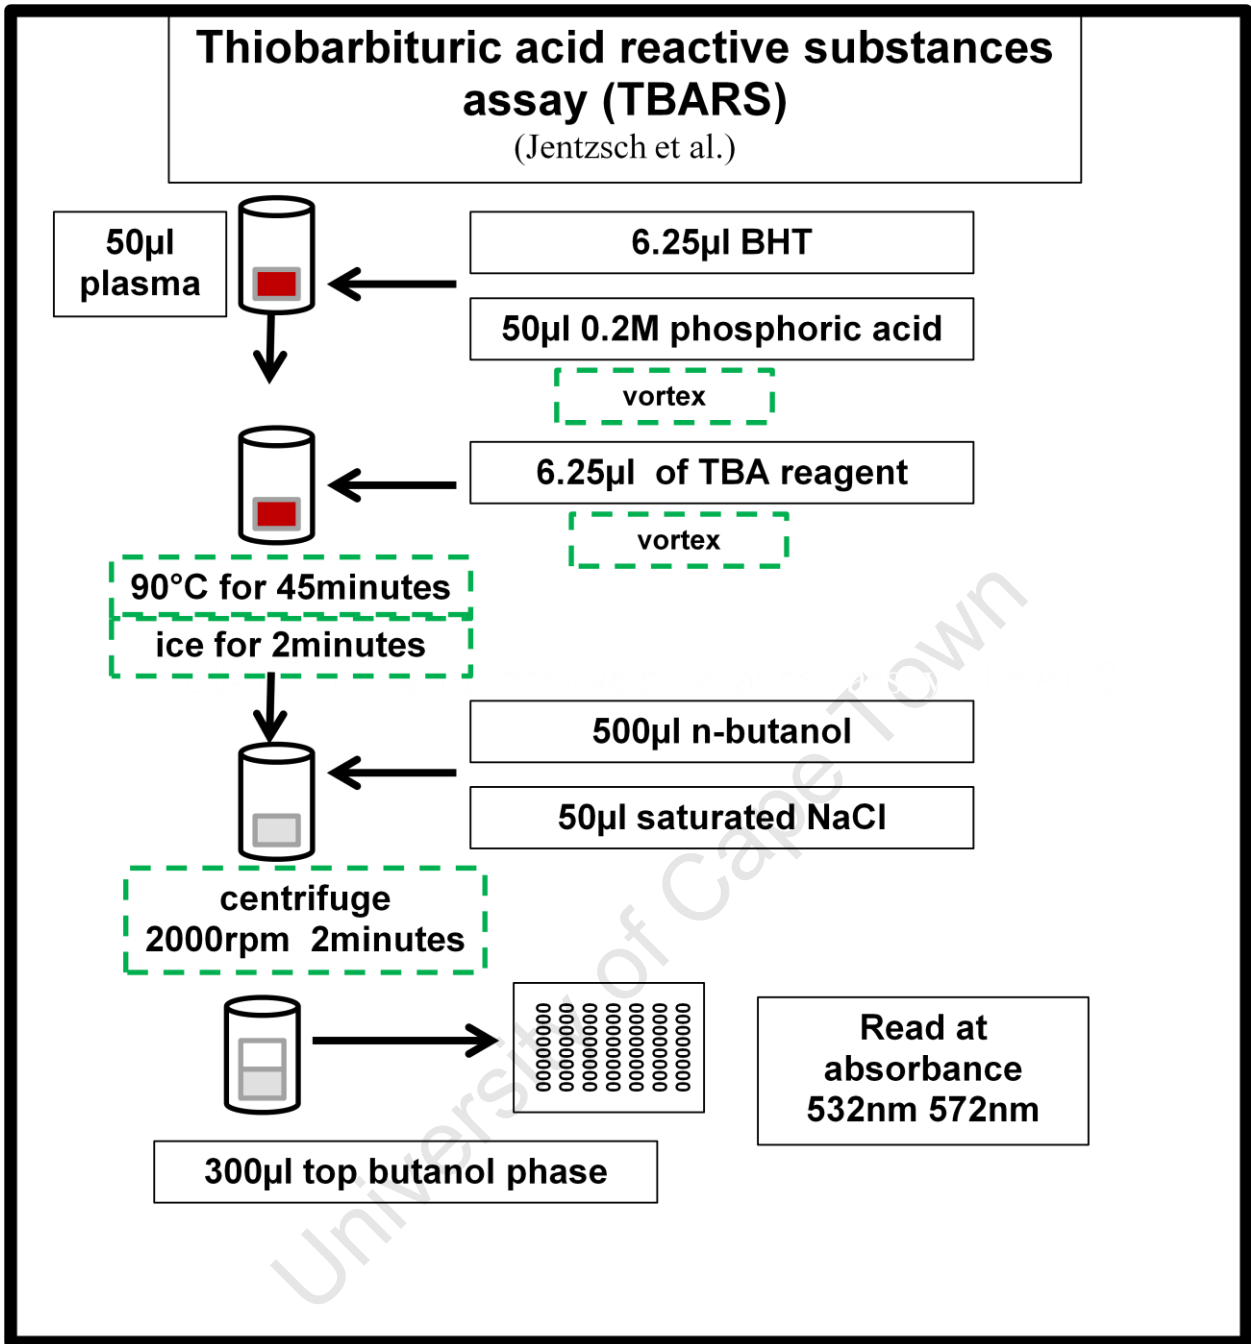 Thiobarbituric acid reactive substances
assay (TBARS)
(Jentzsch et al.)
50µl
plasma
6.25µl BHT
50µl 0.2M phosphoric acid
vortex
6.25µl  of TBA reagent
vortex
90°C for 45minutes
ice for 2minutes
500µl n-butanol
50µl saturated NaCl
centrifuge
2000rpm  2minutes
Read at
absorbance
532nm 572nm
300µl top butanol phase
University of Cape Town